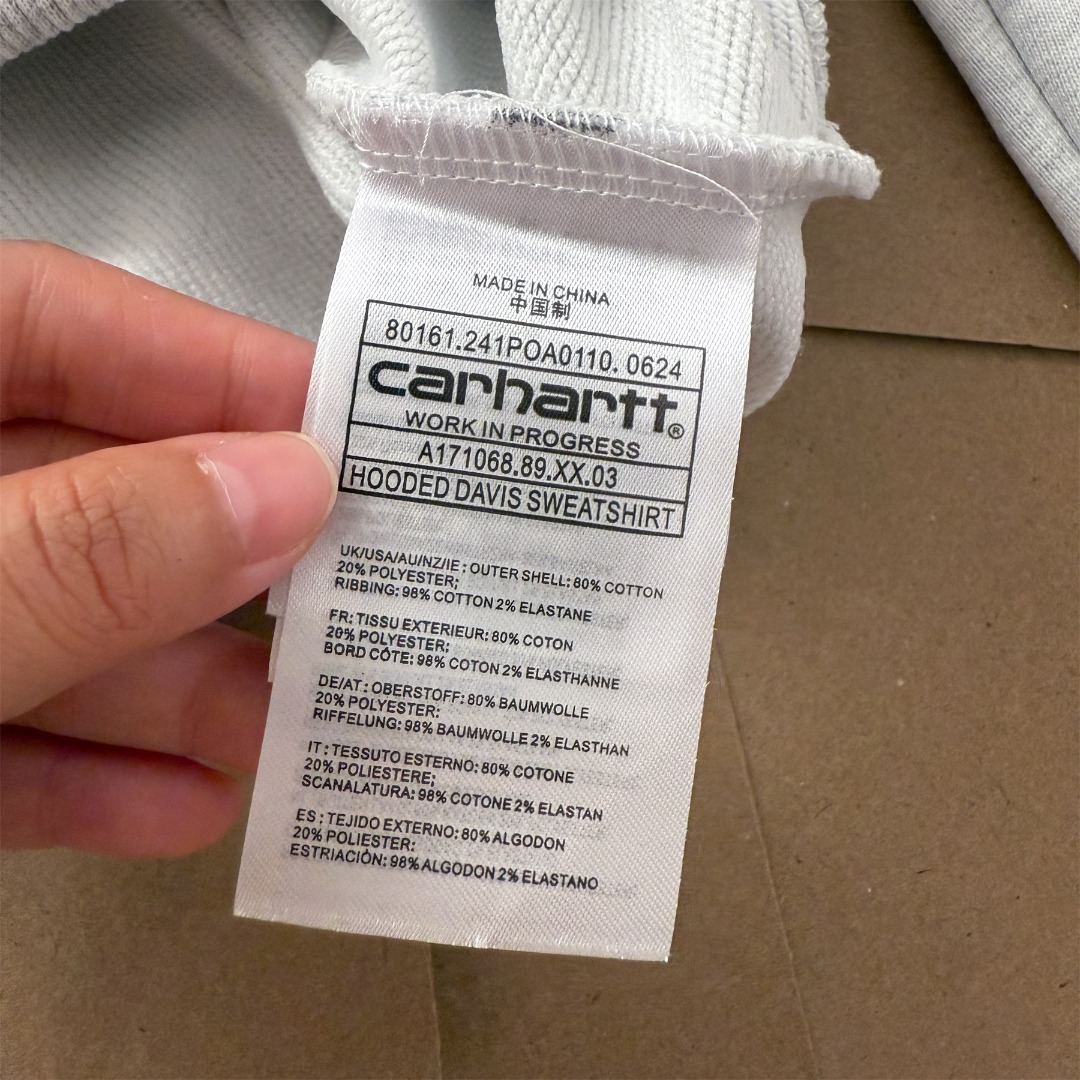 MADE IN CHINA
中国制
80161.241POA0110. 0624
carhartt®
WORK IN PROGRESS
A171068.89.XX.03
HOODED DAVIS SWEATSHIRT
UK/USA/AU/NZ/IE : OUTER SHELL: 80% COTTON
20% POLYESTER;
RIBBING: 98% COTTON 2% ELASTANE
FR: TISSU EXTERIEUR: 80% COTON
20% POLYESTER;
BORD CÔTE: 98% COTON 2% ELASTHANNE
DE/AT : OBERSTOFF: 80% BAUMWOLLE
20% POLYESTER:
RIFFELUNG: 98% BAUMWOLLE 2% ELASTHAN
IT : TESSUTO ESTERNO: 80% COTONE
20% POLIESTERE;
SCANALATURA: 98% COTONE 2% ELASTAN
ES : TEJIDO EXTERNO: 80% ALGODON
20% POLIESTER:
ESTRIACIÓN: 98% ALGODON 2% ELASTANO